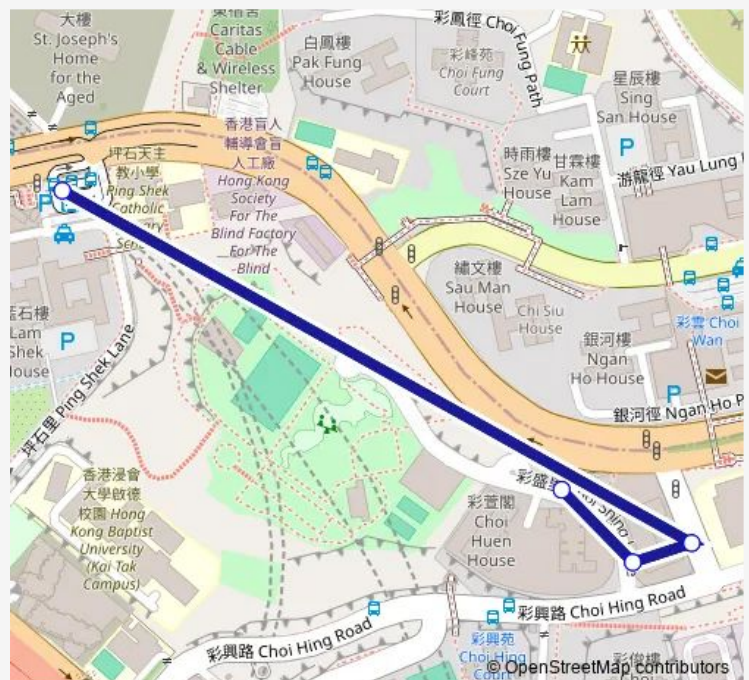 大樓
St. Joseph's
Home
for the
Aged
Caritas
Cable
& Wireless
Shelter
白鳳樓
Pak Fung
House
彩鳳徑 Choi Fung Path
彩峰苑
Choi Fung
Court
星辰樓
Sing
San House
坪石天主
教小學
Ping Shek
Catholic
香港盲人
輔導會盲
人工廠
Hong Kong
Society
For The
Blind Factory
For The
Blind
時雨樓
Sze Yu
House
甘霖樓
Kam
Lam
House
游龍徑 Yau Lung
P
P
繡文樓
Sau Man
House
Chi Siu
House
彩雲 Choi
Wan
藍石樓
Lam
Shek
House
P
坪石里 Ping Shek Lane
銀河樓
Ngan
Ho House
P
銀河徑 Ngan Ho P
香港浸會
大學啟德
校園 Hong
Kong Baptist
University
(Kai Tak
Campus)
彩萱閣
Choi
Huen
House
彩興路 Choi Hing Road
彩興路 Choi Hing Road
彩興苑
Choi Hing
Court
© OpenStreetMap contributors